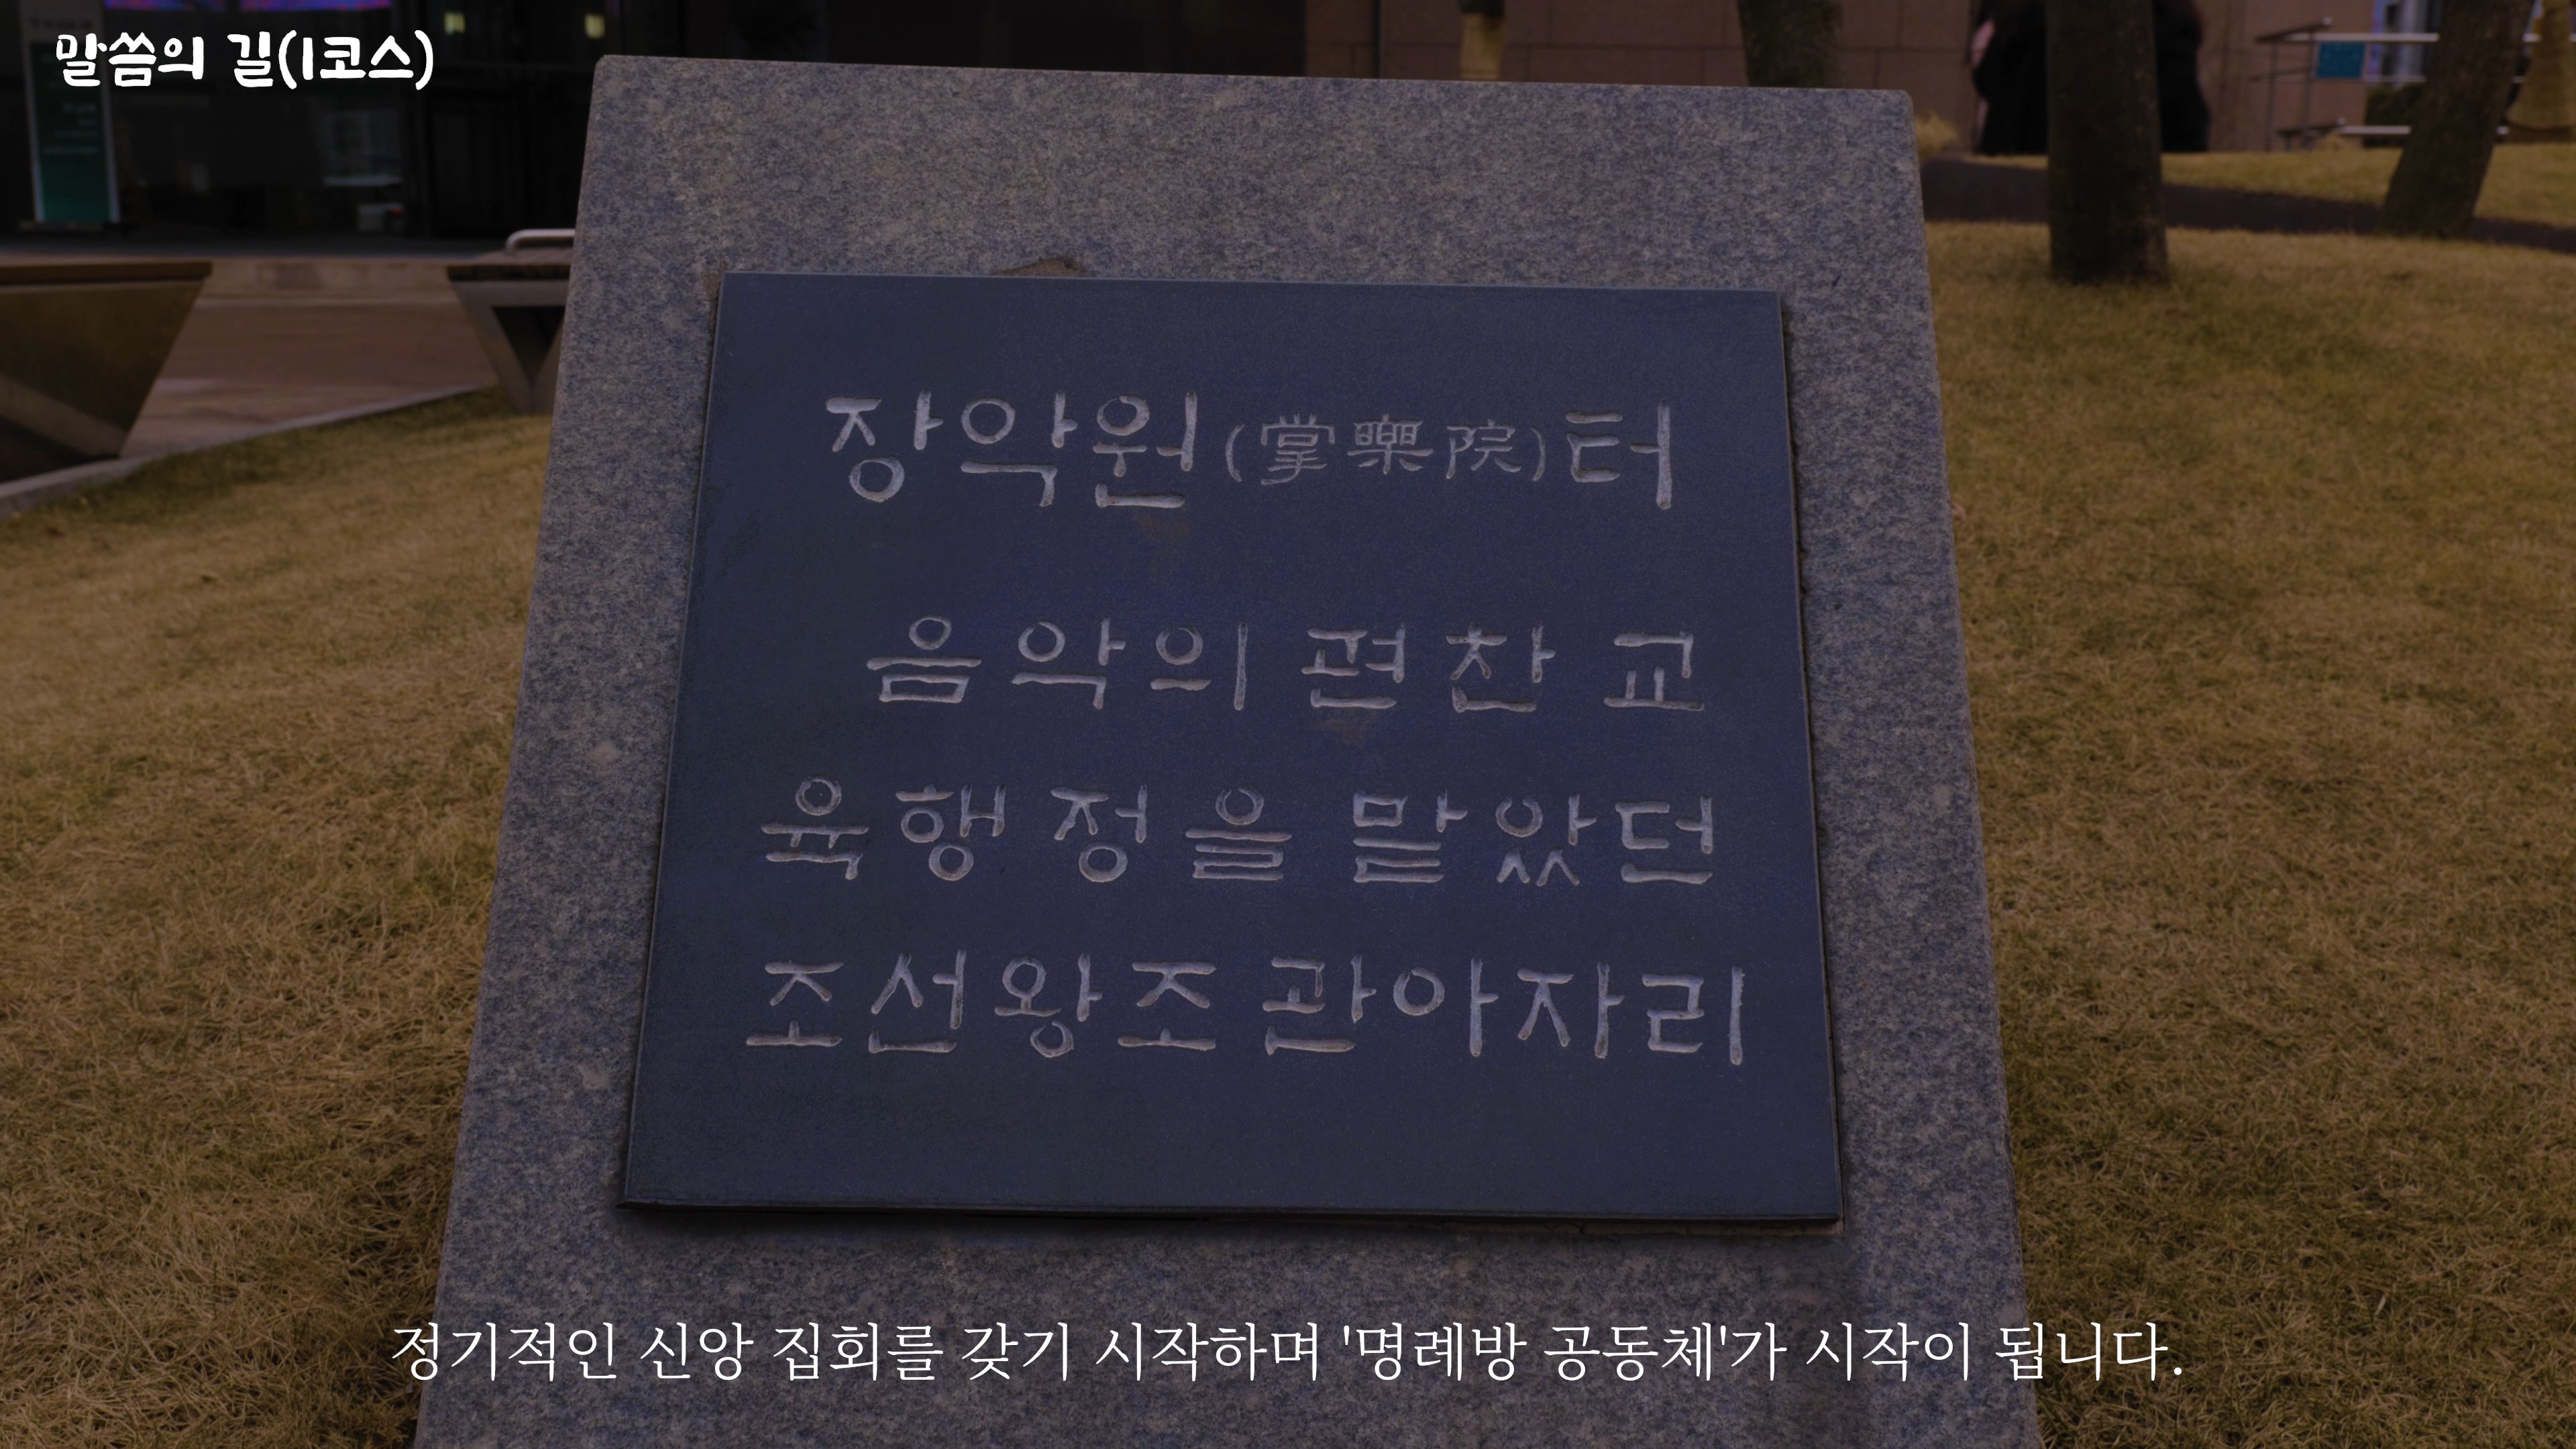 말씀의 길(1코스)
장악원(掌樂院)터
음악의 편찬 교
육행정을 맡았던
조선왕조 관아자리
정기적인 신앙 집회를 갖기 시작하며 '명례방 공동체'가 시작이 됩니다.